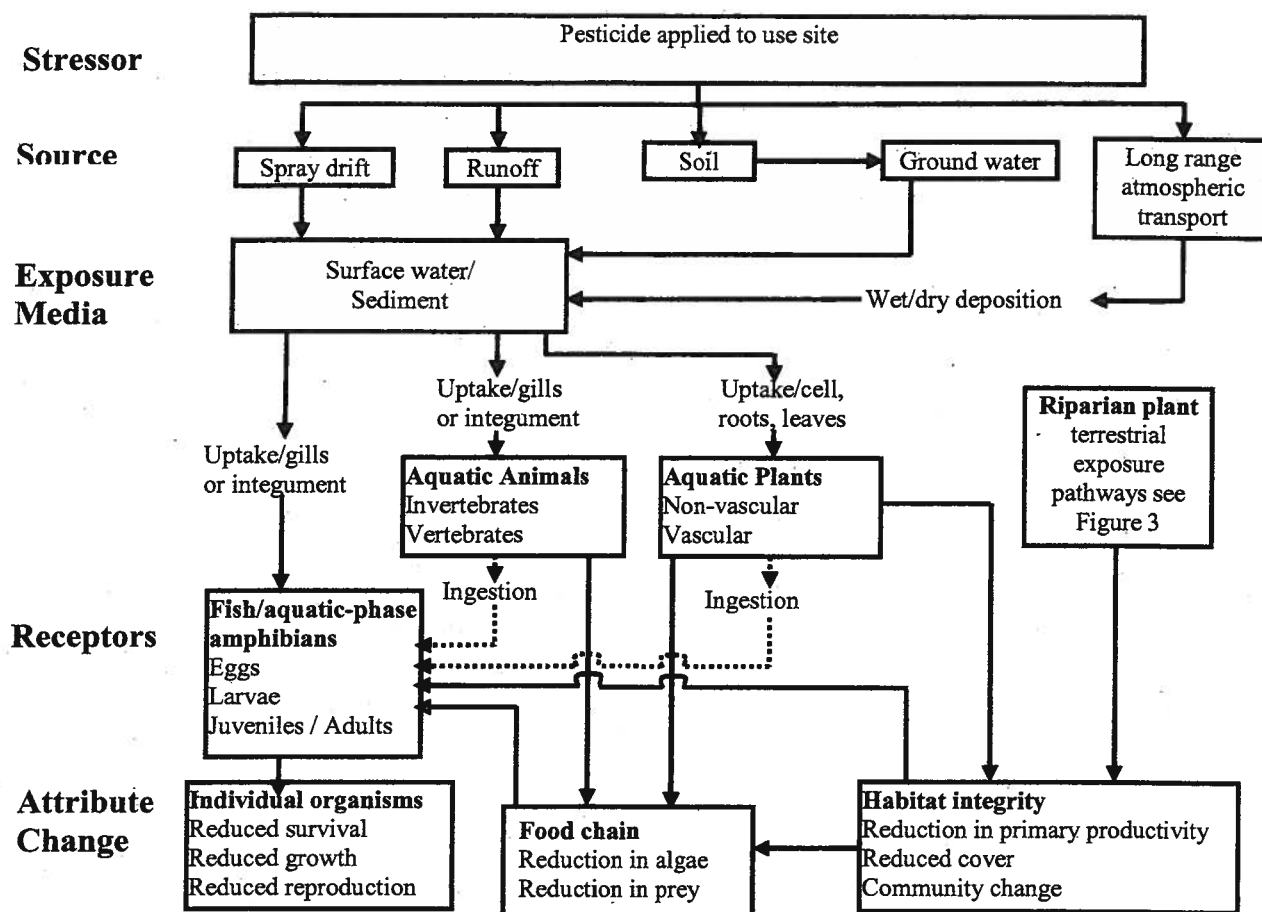 Stressor
Pesticide applied to use site
Source
Spray drift
Runoff
Soil
Ground water
Long range
atmospheric
transport
Exposure
Media
Surface water/
Sediment
Wet/dry deposition
Uptake/gills
or integument
Uptake/gills
or integument
Uptake/cell,
roots, leaves
Riparian plant
terrestrial
exposure
pathways see
Figure 3
Aquatic Animals
Invertebrates
Vertebrates
Aquatic Plants
Non-vascular
Vascular
Ingestion
Ingestion
Receptors
Fish/aquatic-phase
amphibians
Eggs
Larvae
Juveniles / Adults
Attribute
Change
Individual organisms
Reduced survival
Reduced growth
Reduced reproduction
Food chain
Reduction in algae
Reduction in prey
Habitat integrity
Reduction in primary productivity
Reduced cover
Community change